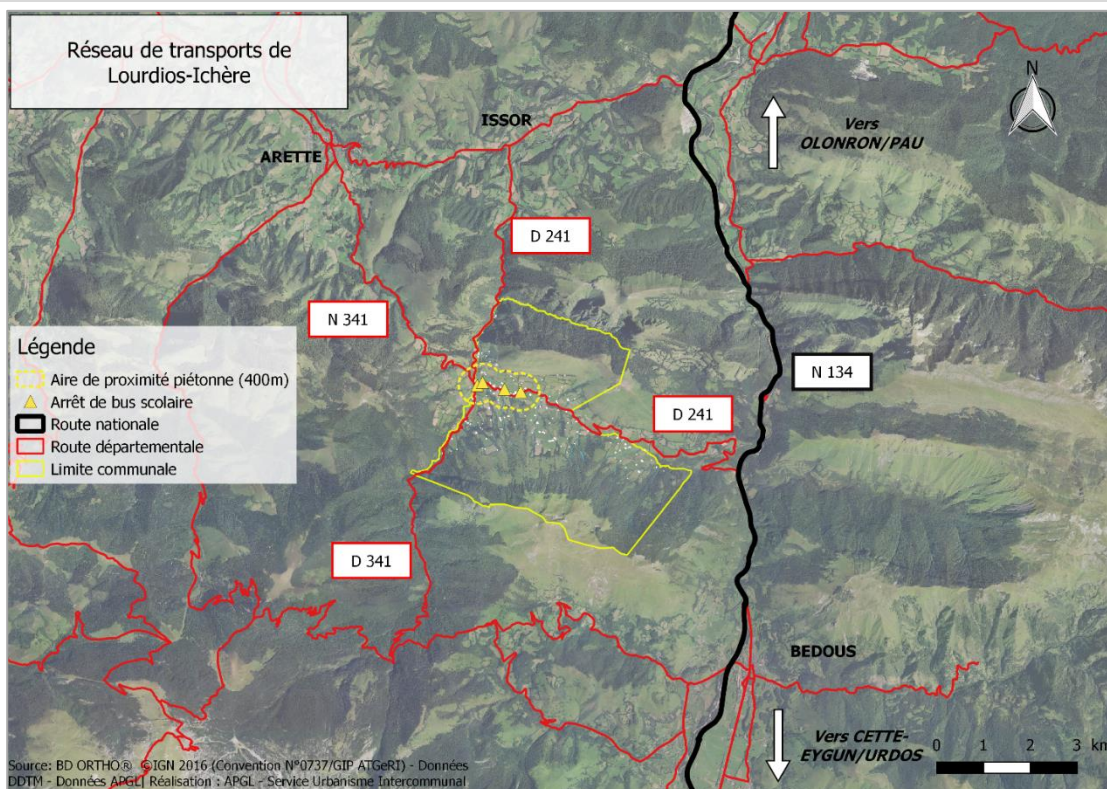 Réseau de transports de
Lourdios-Ichère
N
Vers
OLONRON/PAU
ISSOR
ARETTE
D 241
N 341
Légende
Aire de proximité piétonne (400m)
Arrêt de bus scolaire
Route nationale
Route départementale
Limite communale
N 134
D 241
D 341
BEDOUS
Vers CETTE-
EYGUN/URDOS
0 1 2 3 km
Source: BD ORTHO® ©IGN 2016 (Convention N°0737/GIP ATGeRI) - Données
DDTM - Données APGL| Réalisation : APGL - Service Urbanisme Intercommunal